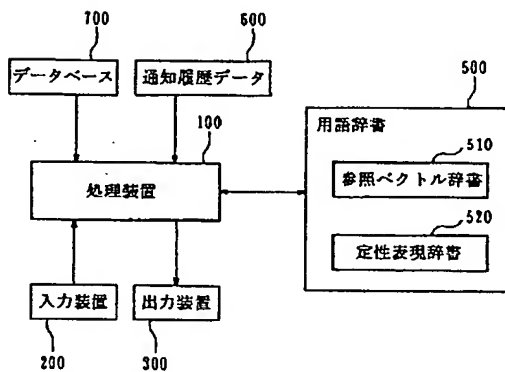 700
600
データベース
通知履歴データ
500
100
用語辞書
510
処理装置
参照ベクトル辞書
520
定性表現辞書
入力装置
出力装置
200
300